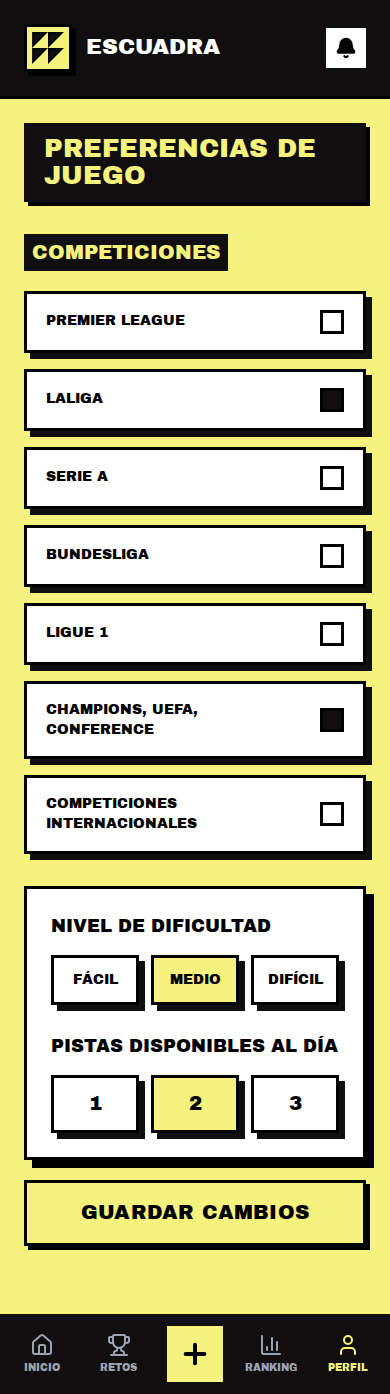 ESCUADRA
PREFERENCIAS DE
JUEGO
COMPETICIONES
PREMIER LEAGUE
LALIGA
SERIE A
BUNDESLIGA
LIGUE 1
CHAMPIONS, UEFA,
CONFERENCE
COMPETICIONES
INTERNACIONALES
NIVEL DE DIFICULTAD
FÁCIL MEDIO DIFÍCIL
PISTAS DISPONIBLES AL DÍA
1 2 3
GUARDAR CAMBIOS
INICIO RETOS RANKING PERFIL